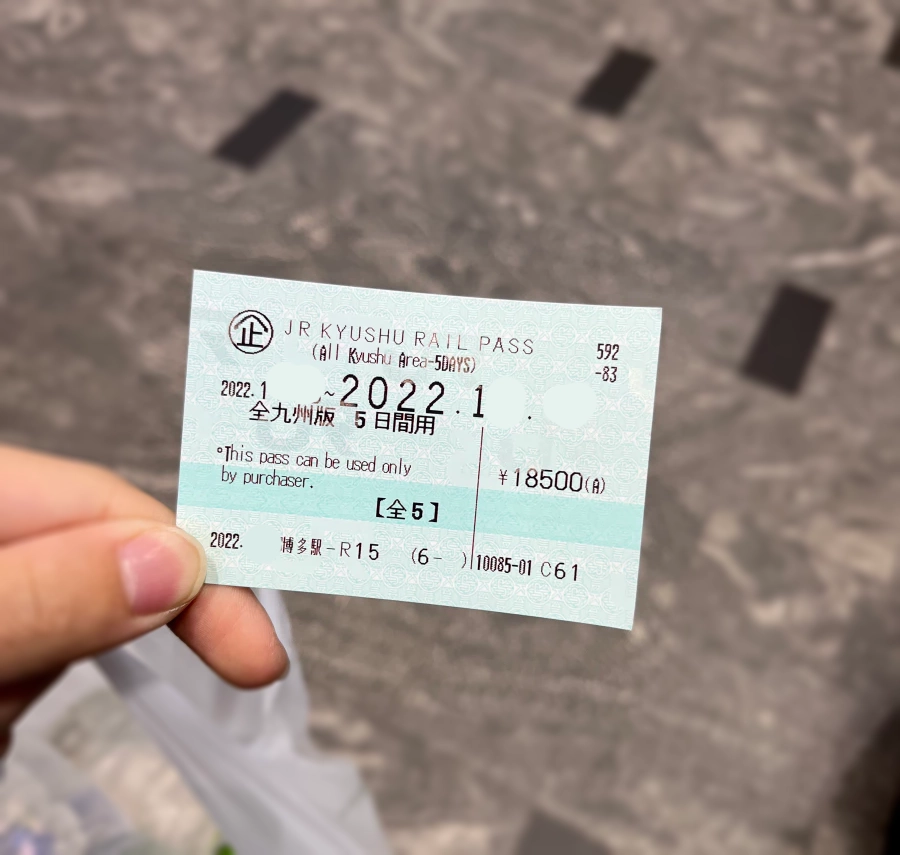 企 JR KYUSHU RAIL PASS
(All Kyushu Area-5DAYS)
592
-83
2022.1 ~2022.1 .
全九州版 5日間用
°This pass can be used only
by purchaser.
¥18500(A)
【全5】
2022. 博多駅-R15 (6- ) 10085-01 C61